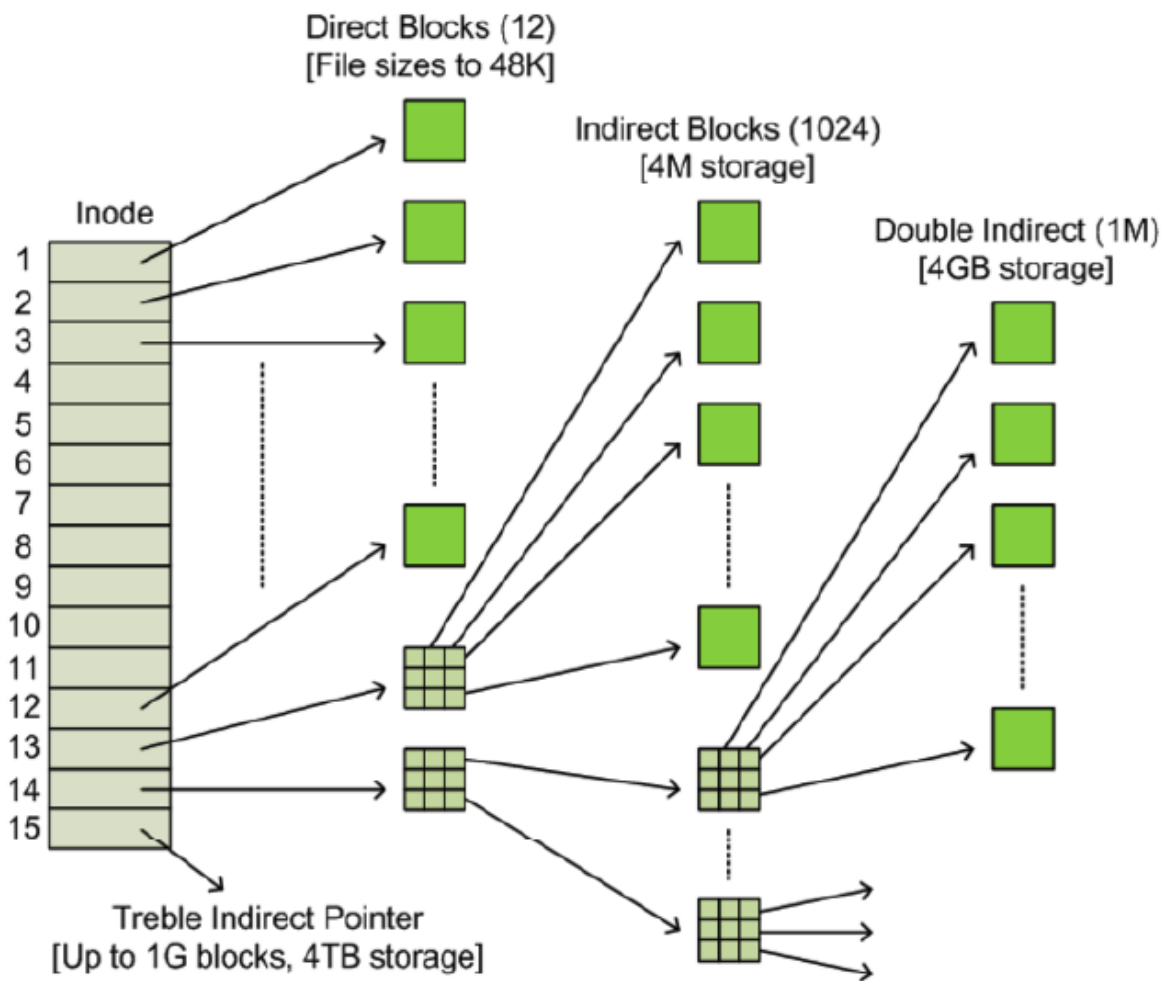 Direct Blocks (12)
[File sizes to 48K]
Indirect Blocks (1024)
[4M storage]
Double Indirect (1M)
[4GB storage]
Inode
1
2
3
4
5
6
7
8
9
10
11
12
13
14
15
Treble Indirect Pointer
[Up to 1G blocks, 4TB storage]